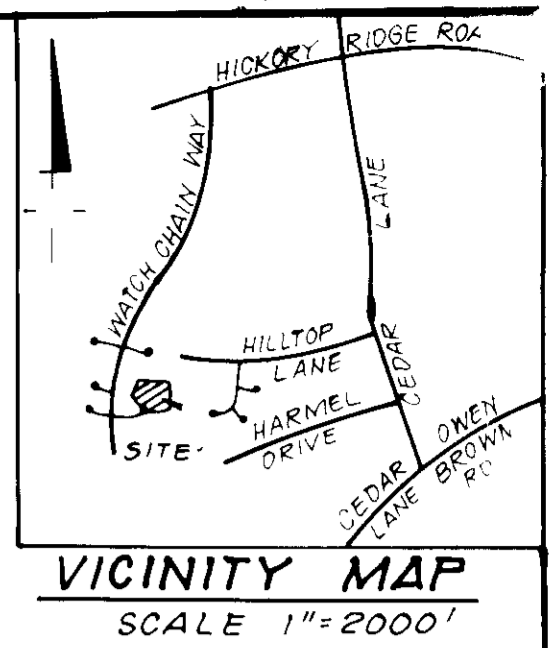 HICKORY RIDGE ROA
WATCH CHAIN WAY
LANE
CEDAR
HILLTOP
LANE
HARMEL
DRIVE
SITE
OWEN
BROWN
RD
CEDAR
LANE
VICINITY MAP
SCALE 1"=2000'